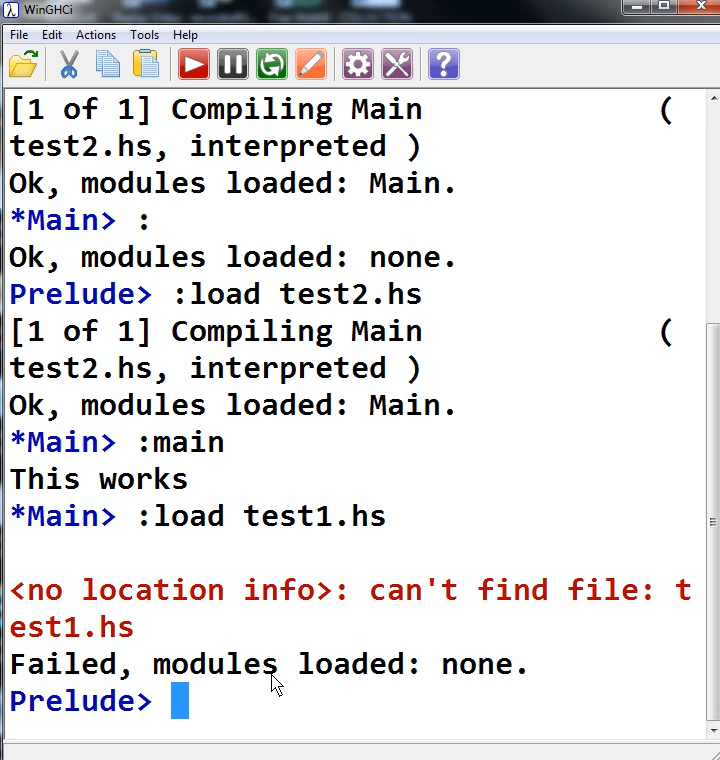 WinGHCi
File Edit Actions Tools Help
[1 of 1] Compiling Main (
test2.hs, interpreted )
Ok, modules loaded: Main.
*Main> :
Ok, modules loaded: none.
Prelude> :load test2.hs
[1 of 1] Compiling Main (
test2.hs, interpreted )
Ok, modules loaded: Main.
*Main> :main
This works
*Main> :load test1.hs
<no location info>: can't find file: t
est1.hs
Failed, modules loaded: none.
Prelude>